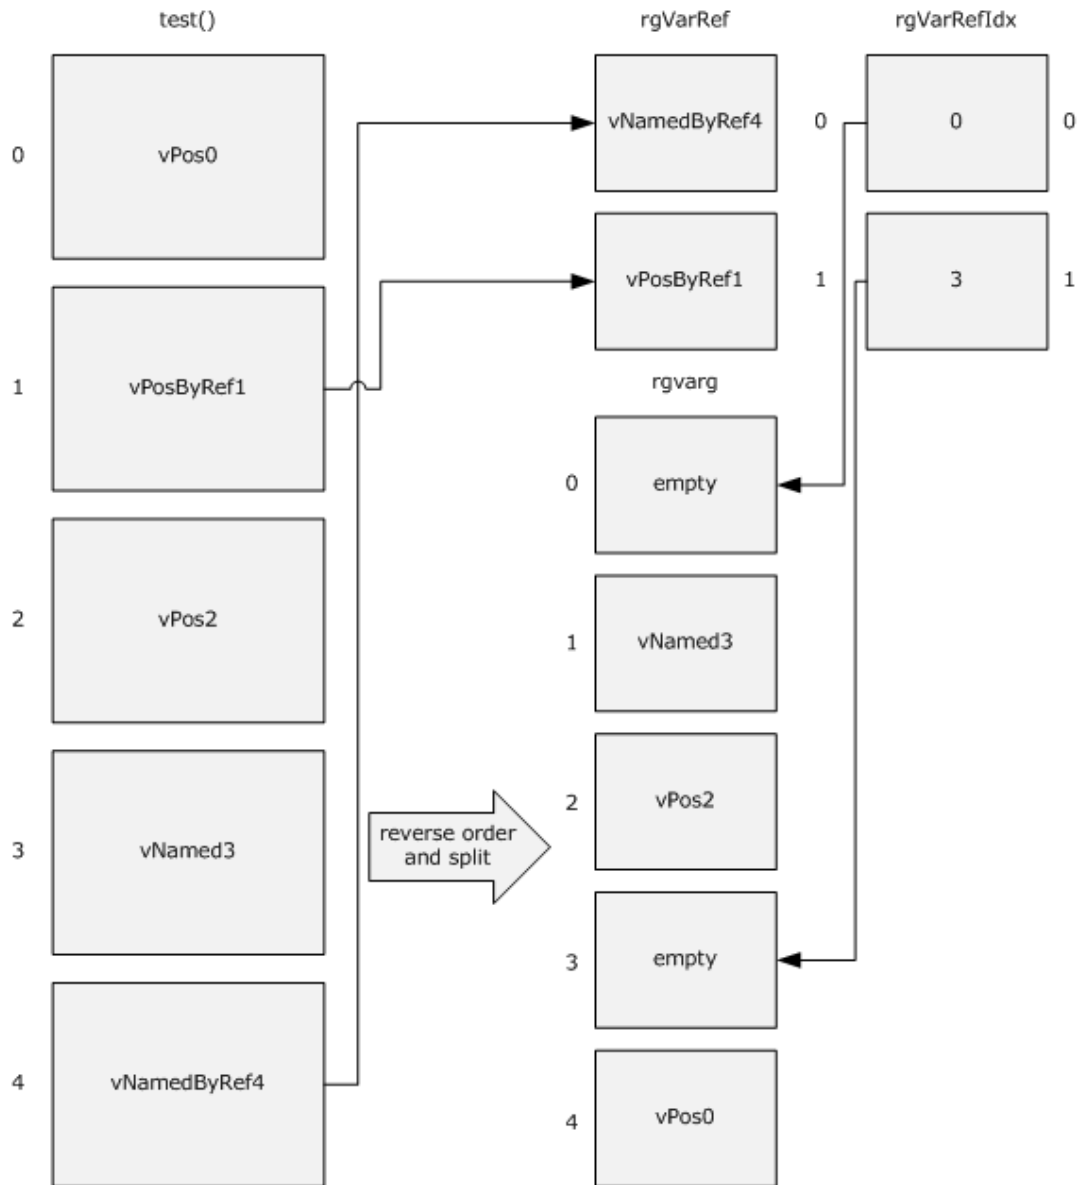 test()
rgVarRef
rgVarRefIdx
0
vPos0
vNamedByRef4
0
0
0
1
vPosByRef1
vPosByRef1
1
3
1
rgvarg
0
empty
2
vPos2
1
vNamed3
3
vNamed3
reverse order
and split
2
vPos2
3
empty
4
vNamedByRef4
4
vPos0